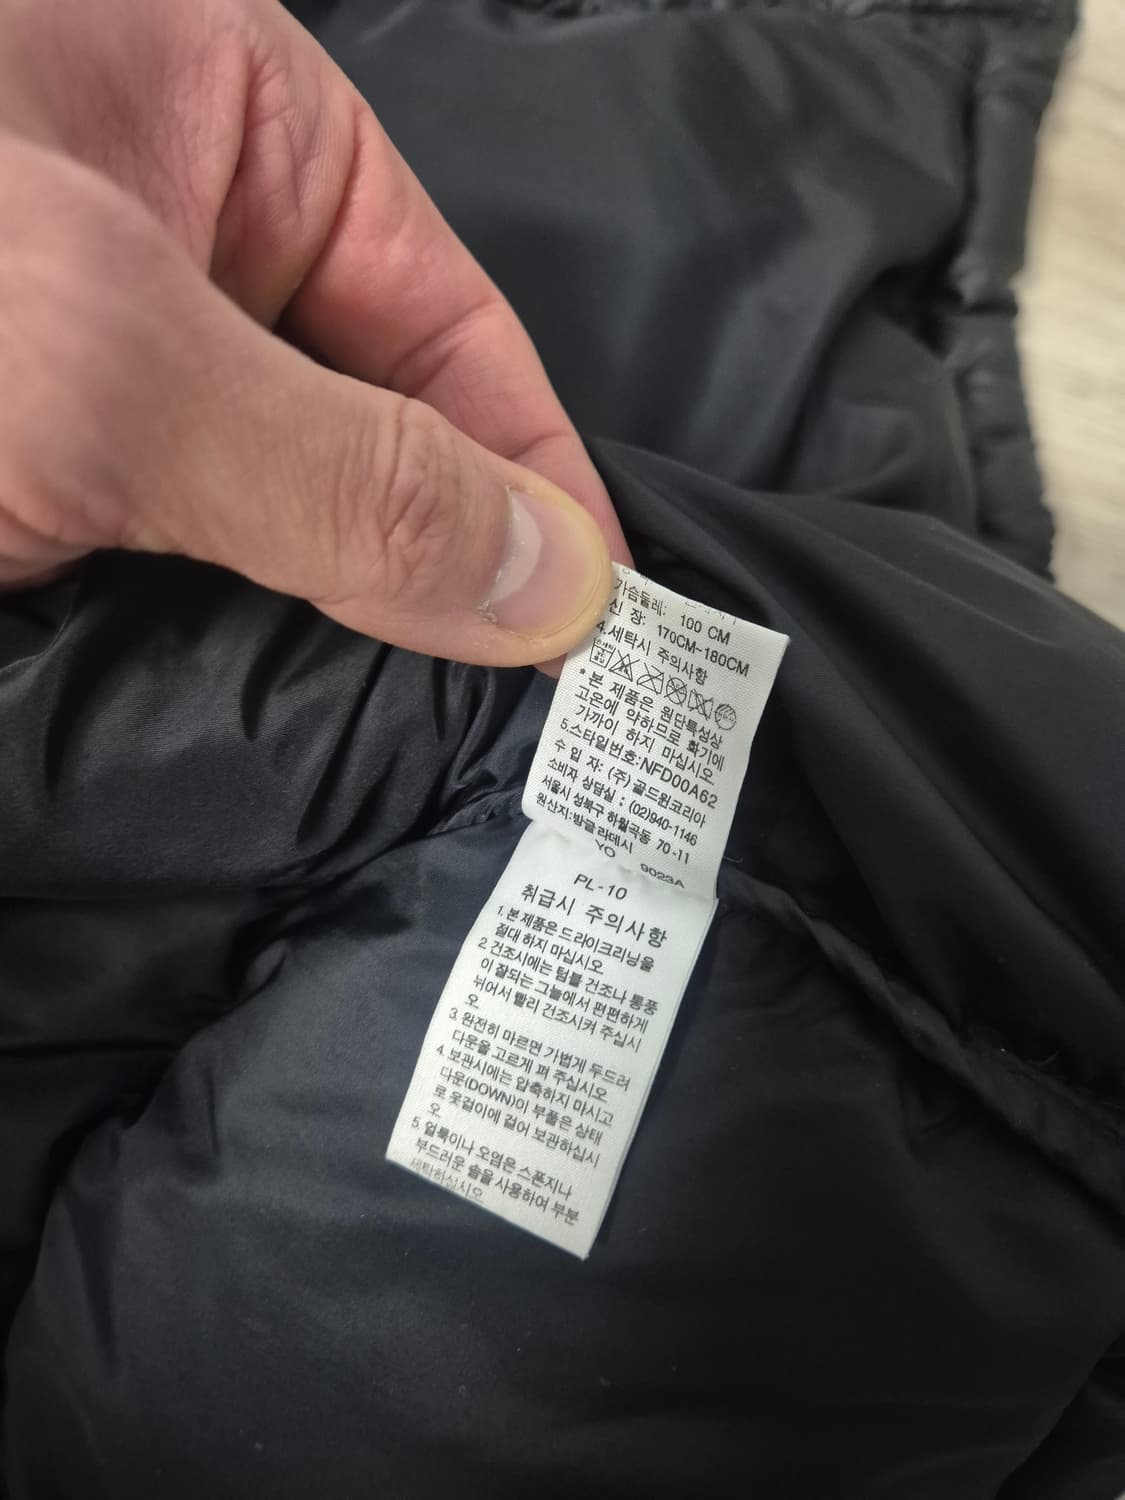 가슴둘레: 100 CM
신 장: 170CM~180CM
4.세탁시 주의사항
*본 제품은 원단특성상
고온에 약하므로 화기에
가까이 하지 마십시오.
5.스타일번호:NFD00A62
수 입 자: (주) 골드윈코리아
소비자 상담실 : (02)940-1146
서울시 성북구 하월곡동 70-11
원산지:방글라데시
YO 9023A
PL-10
취급시 주의사항
1. 본 제품은 드라이크리닝을
절대 하지 마십시오
2 건조시에는 텀블 건조나 통풍
이 잘되는 그늘에서 편편하게
뉘어서 빨리 건조시켜 주십시
오
3. 완전히 마르면 가볍게 두드려
다운을 고르게 펴 주십시오
4. 보관시에는 압축하지 마시고
다운(DOWN)이 부풀은 상태
로 옷걸이에 걸어 보관하십시
오
5 얼룩이나 오염은 스폰지나
부드러운 솔을 사용하여 부분
세탁하십시오